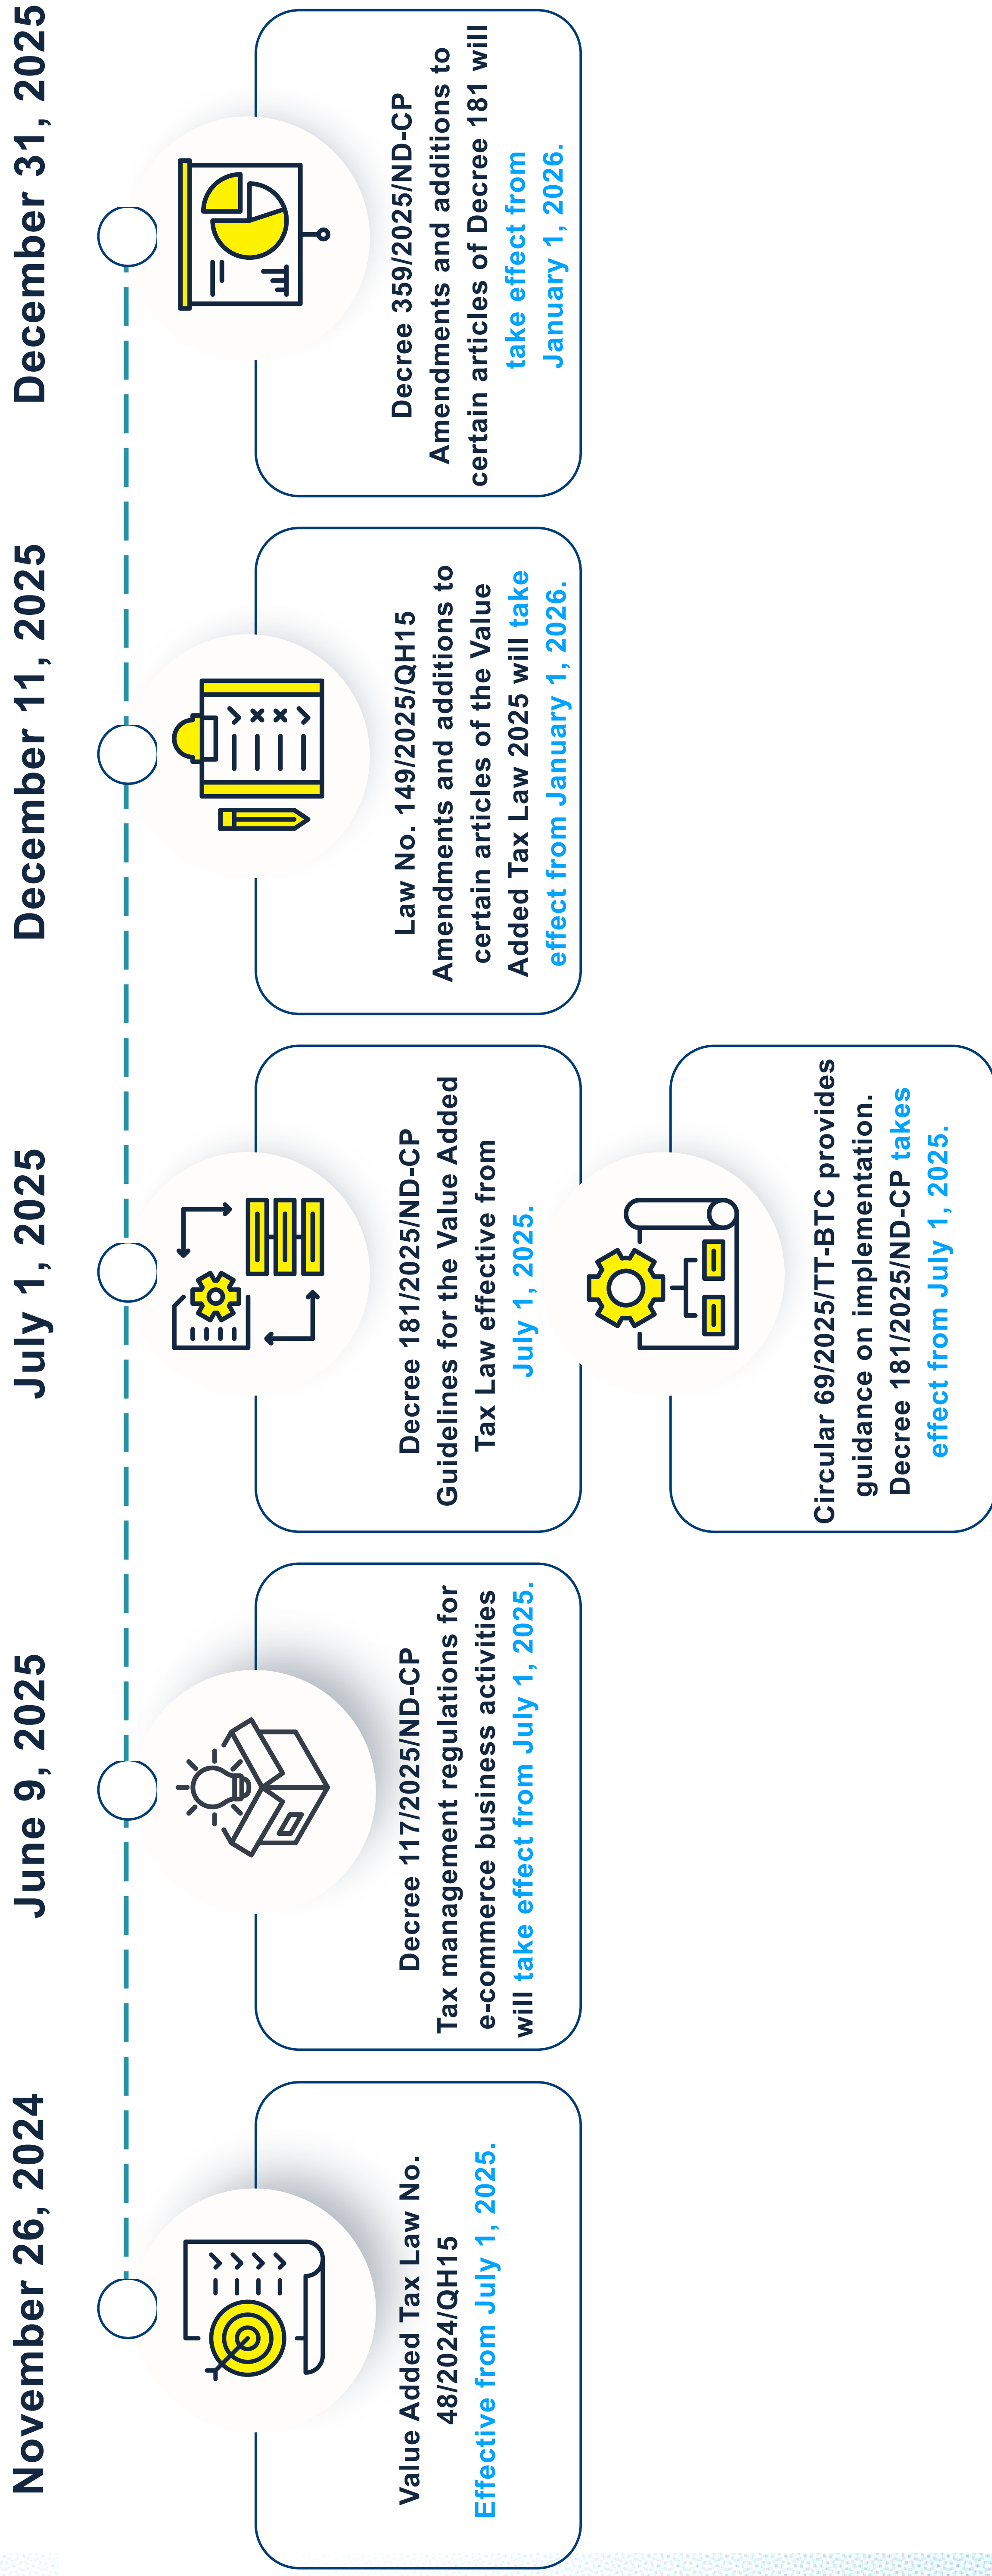 November 26, 2024
Value Added Tax Law No.
48/2024/QH15
Effective from July 1, 2025.
June 9, 2025
Decree 117/2025/ND-CP
Tax management regulations for
e-commerce business activities
will take effect from July 1, 2025.
July 1, 2025
Decree 181/2025/ND-CP
Guidelines for the Value Added
Tax Law effective from
July 1, 2025.
Circular 69/2025/TT-BTC provides
guidance on implementation.
Decree 181/2025/ND-CP takes
effect from July 1, 2025.
December 11, 2025
Law No. 149/2025/QH15
Amendments and additions to
certain articles of the Value
Added Tax Law 2025 will take
effect from January 1, 2026.
December 31, 2025
Decree 359/2025/ND-CP
Amendments and additions to
certain articles of Decree 181 will
take effect from
January 1, 2026.